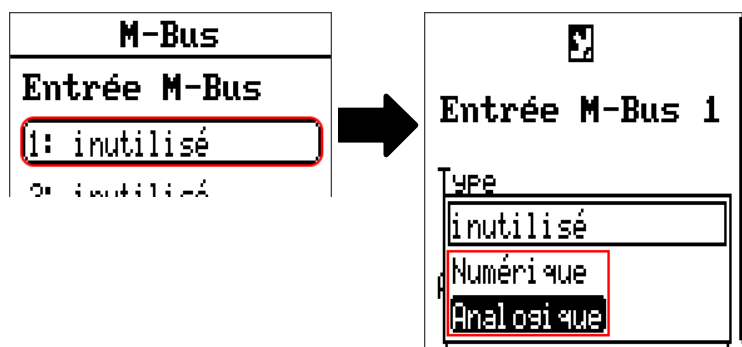 M-Bus
Entrée M-Bus
1: inutilisé
Entrée M-Bus 1
Type
inutilisé
Numérique
Analogique